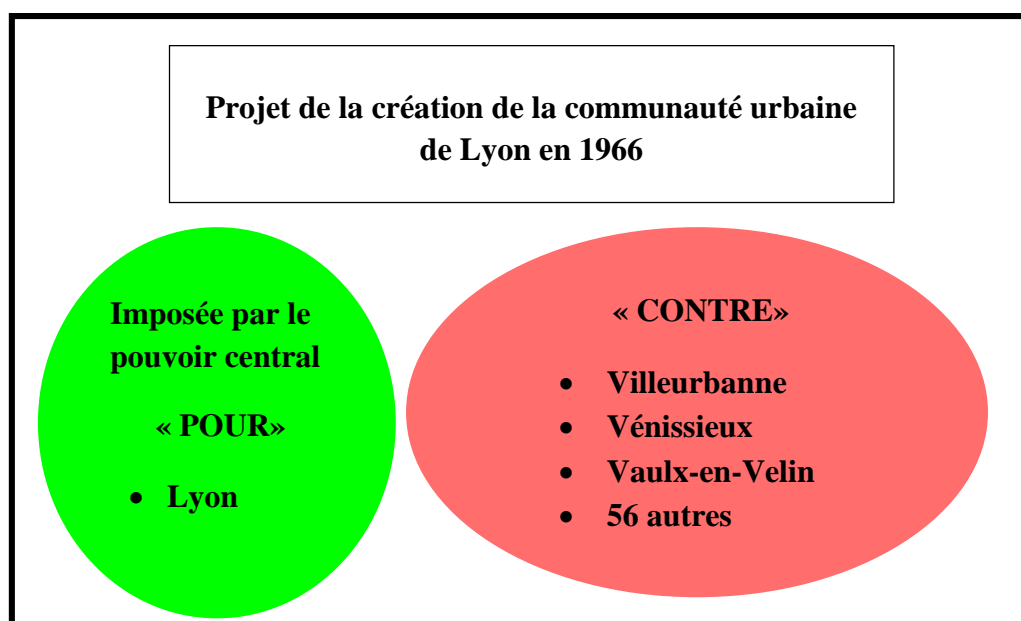 Projet de la création de la communauté urbaine
de Lyon en 1966
Imposée par le
pouvoir central
« POUR»
• Lyon
« CONTRE»
• Villeurbanne
• Vénissieux
• Vaulx-en-Velin
• 56 autres